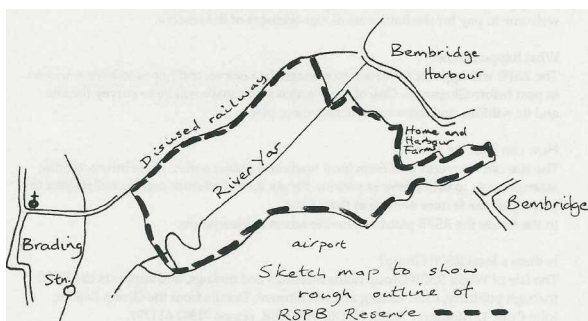 Bembridge
Harbour
Disused railway
River Yar
Home and
Harbour
Farms
Bembridge
Brading
Stn.
airport
Sketch map to show
rough outline of
RSPB Reserve